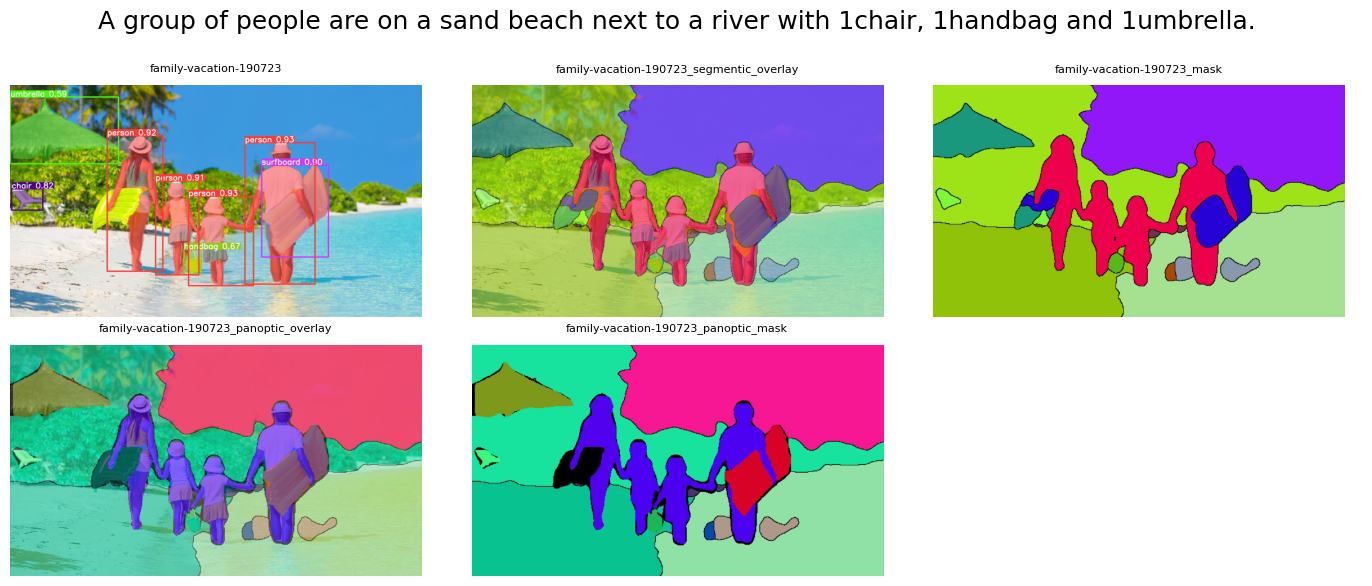 A group of people are on a sand beach next to a river with 1chair, 1handbag and 1umbrella.
family-vacation-190723
family-vacation-190723_segmentic_overlay
family-vacation-190723_mask
umbrella 0.59
person 0.92
person 0.93
surfboard 0.90
person 0.91
chair 0.82
person 0.93
handbag 0.67
family-vacation-190723_panoptic_overlay
family-vacation-190723_panoptic_mask